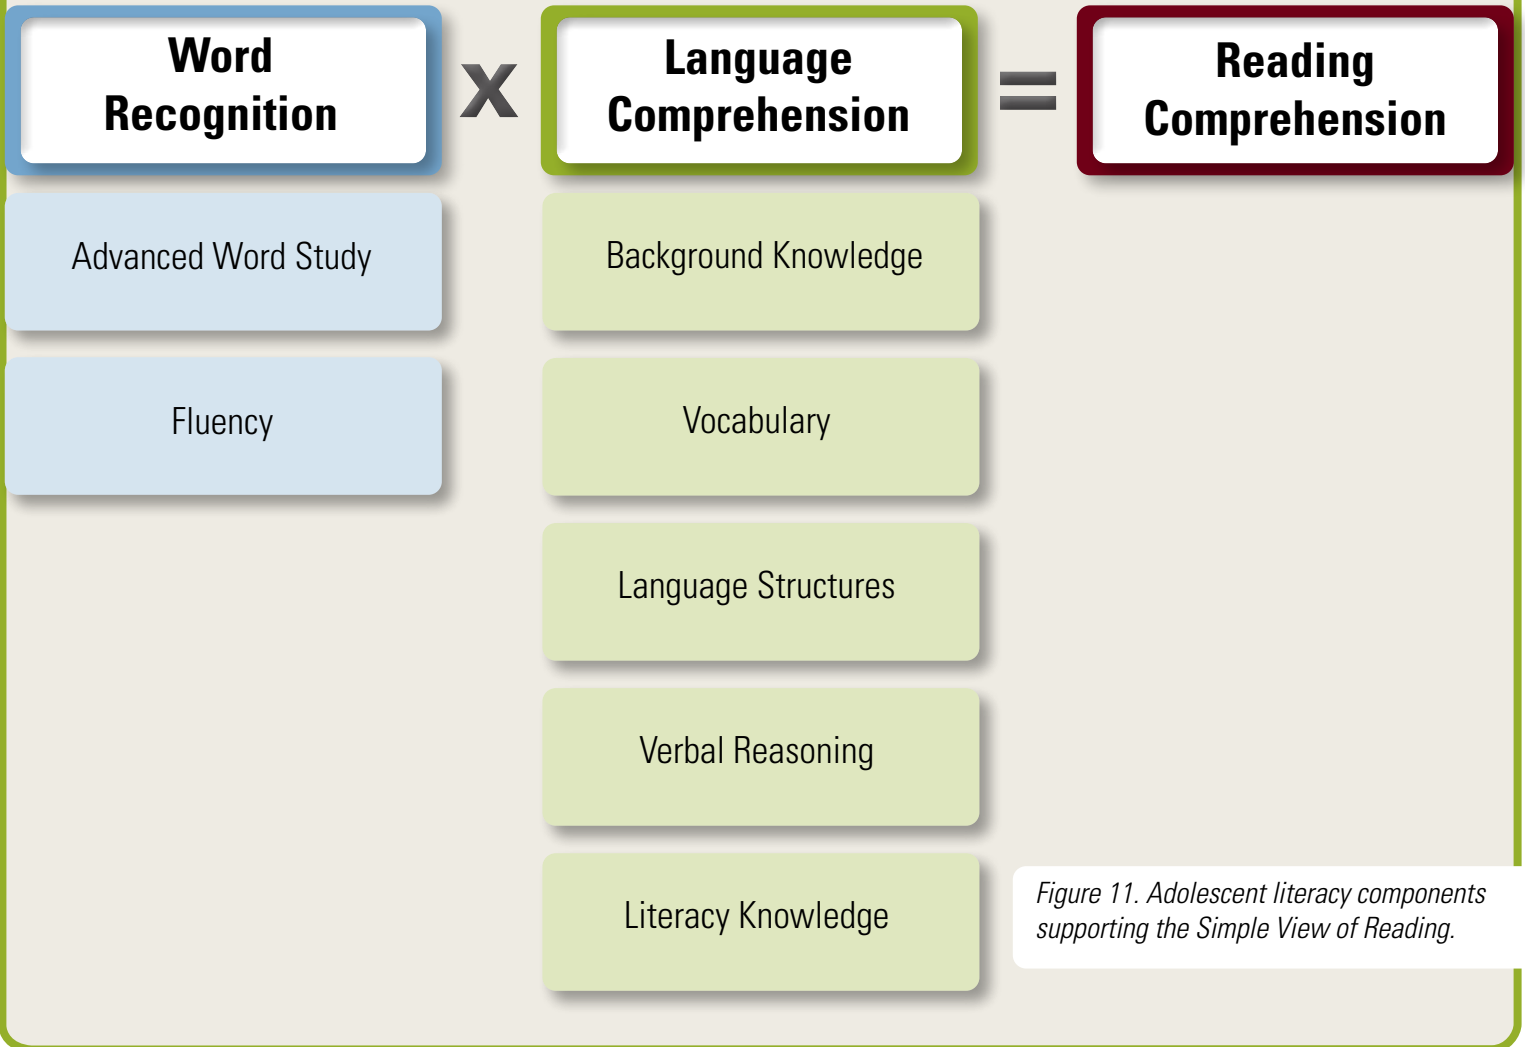 Word
Recognition
x
Language
Comprehension
=
Reading
Comprehension
Advanced Word Study
Background Knowledge
Fluency
Vocabulary
Language Structures
Verbal Reasoning
Literacy Knowledge
Figure 11. Adolescent literacy components
supporting the Simple View of Reading.